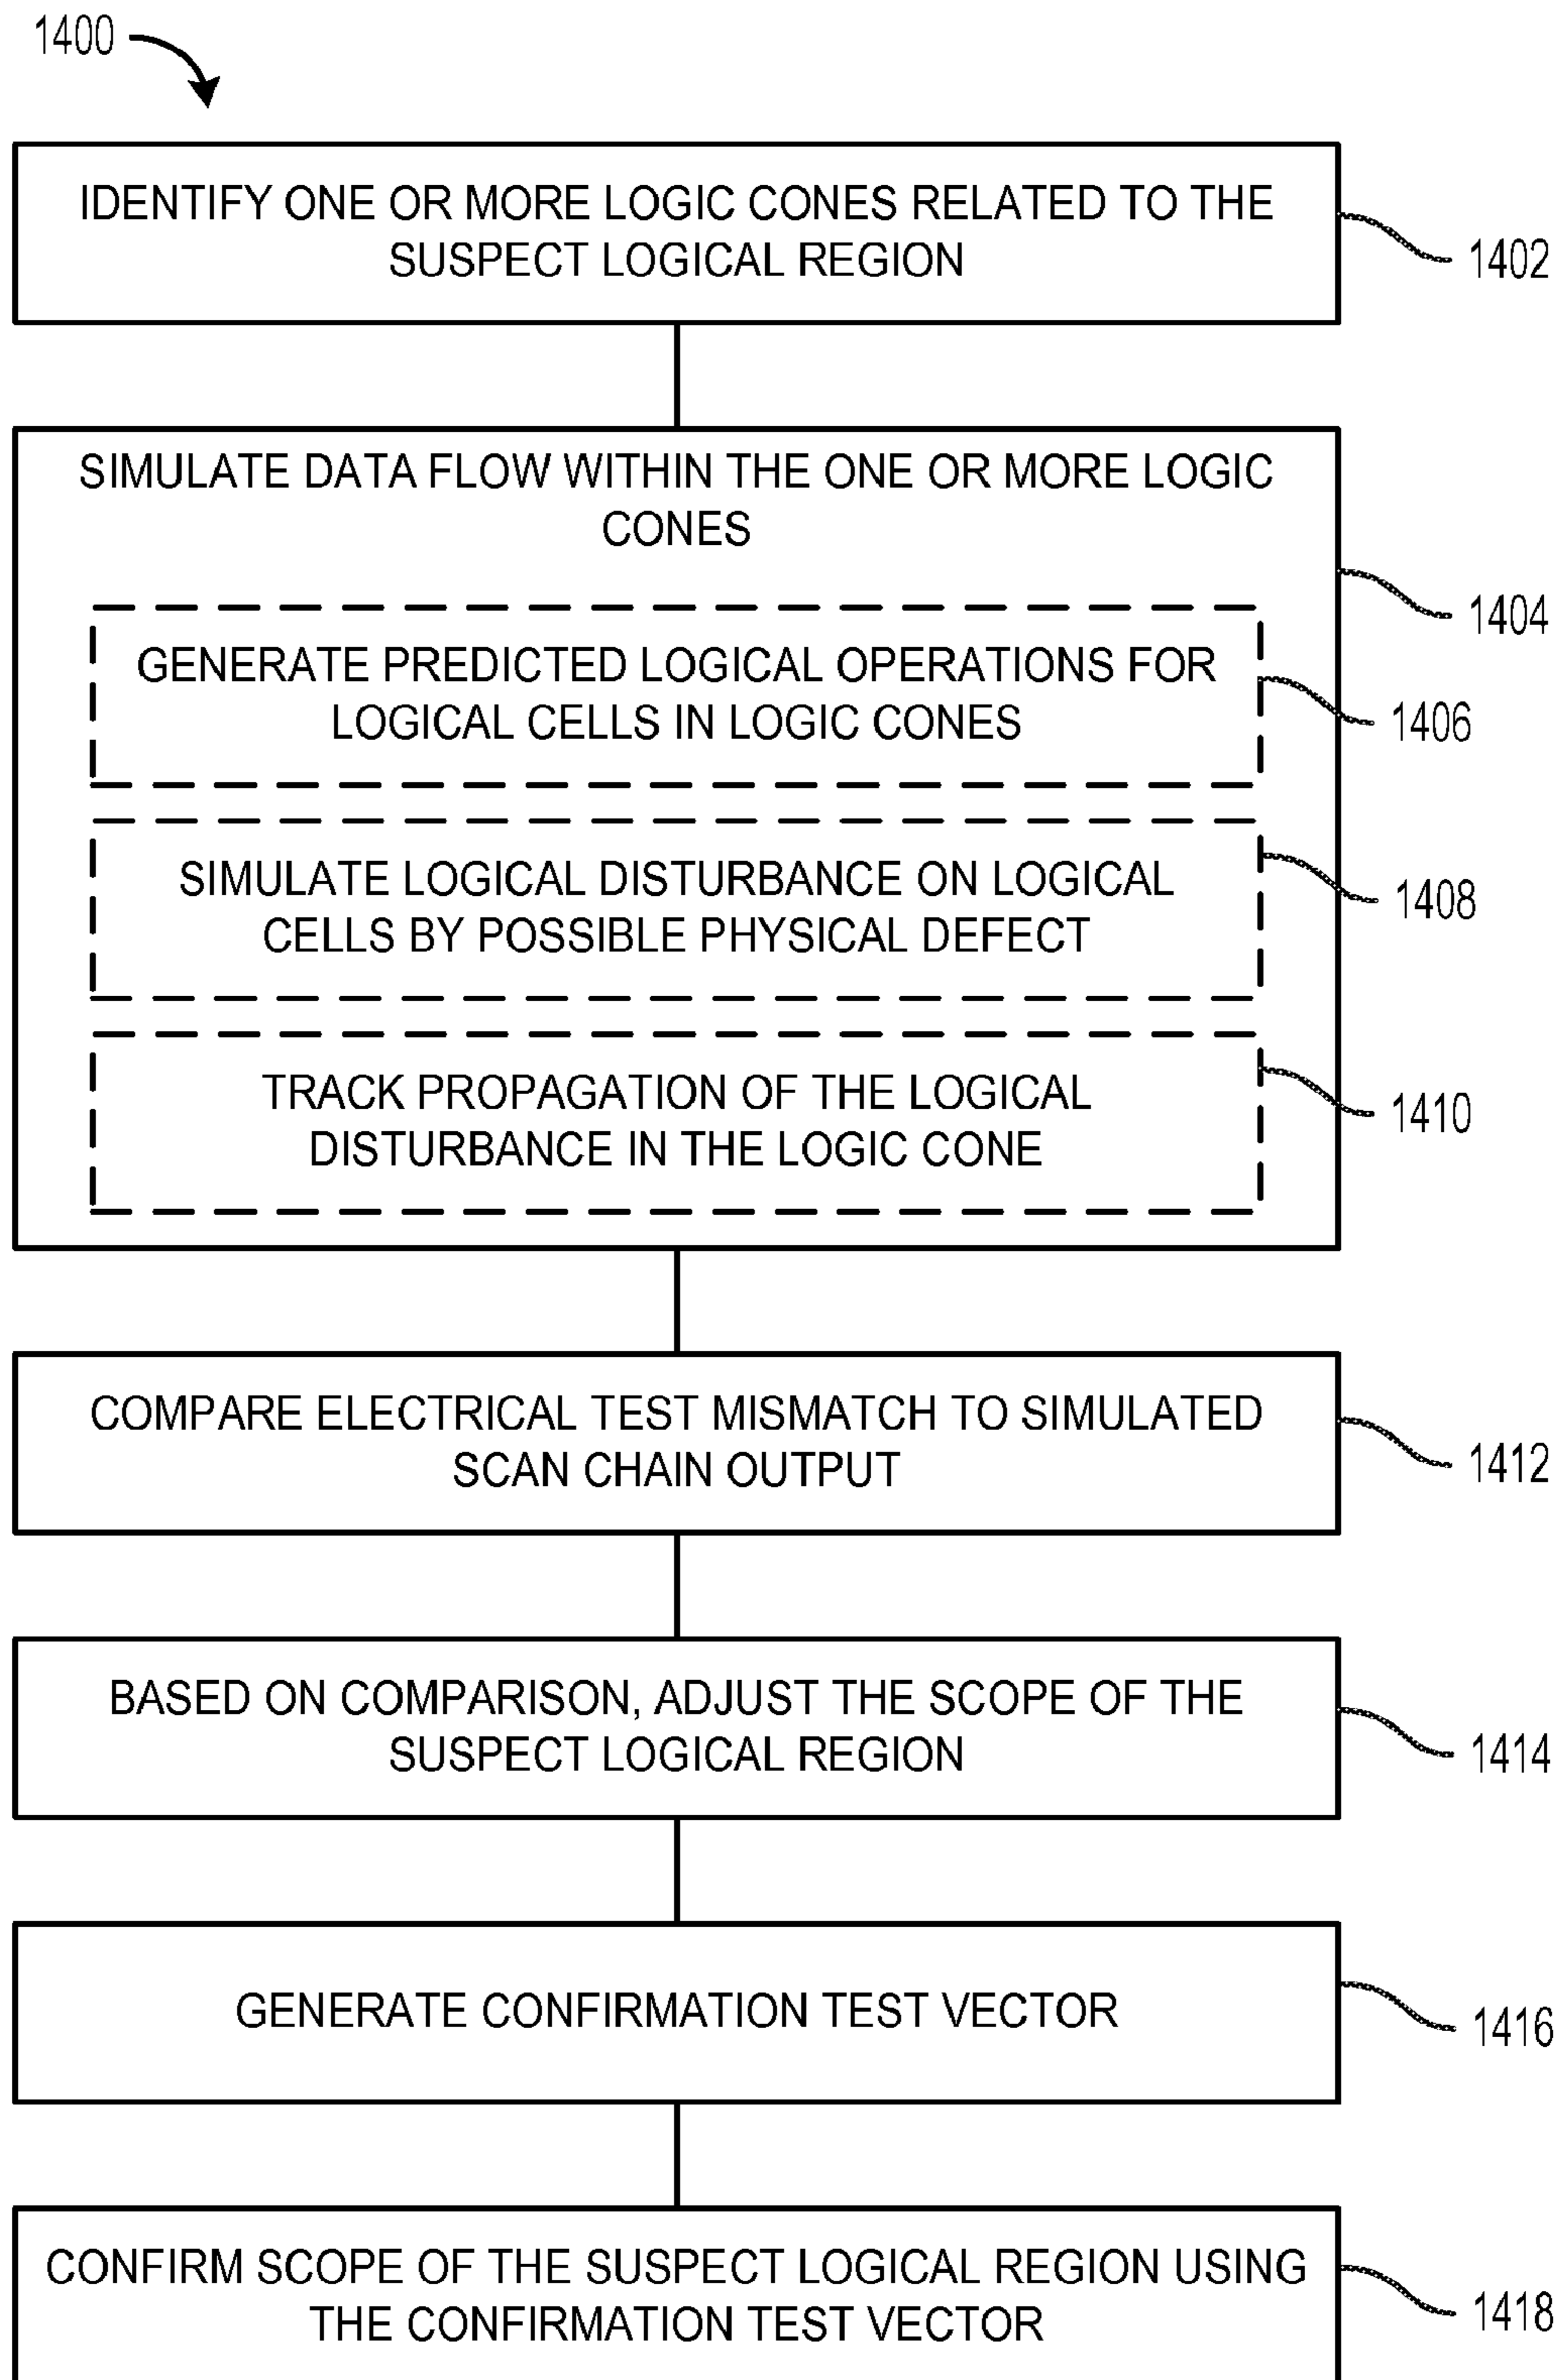 1400
IDENTIFY ONE OR MORE LOGIC CONES RELATED TO THE
SUSPECT LOGICAL REGION
1402
SIMULATE DATA FLOW WITHIN THE ONE OR MORE LOGIC
CONES
1404
GENERATE PREDICTED LOGICAL OPERATIONS FOR
LOGICAL CELLS IN LOGIC CONES
1406
SIMULATE LOGICAL DISTURBANCE ON LOGICAL
CELLS BY POSSIBLE PHYSICAL DEFECT
1408
TRACK PROPAGATION OF THE LOGICAL
DISTURBANCE IN THE LOGIC CONE
1410
COMPARE ELECTRICAL TEST MISMATCH TO SIMULATED
SCAN CHAIN OUTPUT
1412
BASED ON COMPARISON, ADJUST THE SCOPE OF THE
SUSPECT LOGICAL REGION
1414
GENERATE CONFIRMATION TEST VECTOR
1416
CONFIRM SCOPE OF THE SUSPECT LOGICAL REGION USING
THE CONFIRMATION TEST VECTOR
1418